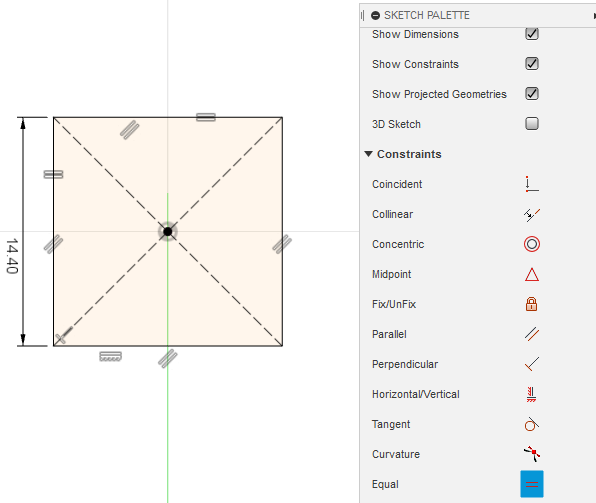 SKETCH PALETTE
Show Dimensions
Show Constraints
Show Projected Geometries
3D Sketch
Constraints
Coincident
Collinear
Concentric
Midpoint
Fix/UnFix
Parallel
Perpendicular
Horizontal/Vertical
Tangent
Curvature
Equal
14.40